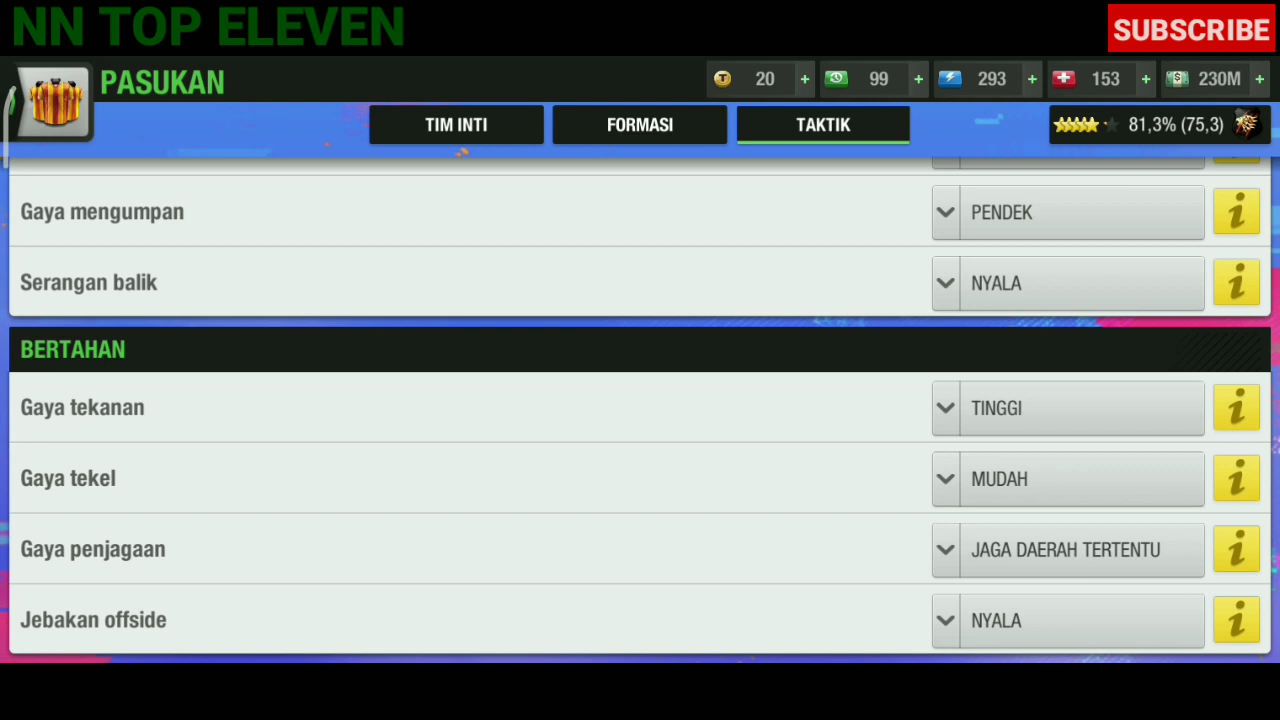 NN TOP ELEVEN
SUBSCRIBE
PASUKAN
T 20 + 99 + 293 + 153 + $ 230M +
TIM INTI FORMASI TAKTIK 81,3% (75,3)
Gaya mengumpan PENDEK i
Serangan balik NYALA i
BERTAHAN
Gaya tekanan TINGGI i
Gaya tekel MUDAH i
Gaya penjagaan JAGA DAERAH TERTENTU i
Jebakan offside NYALA i